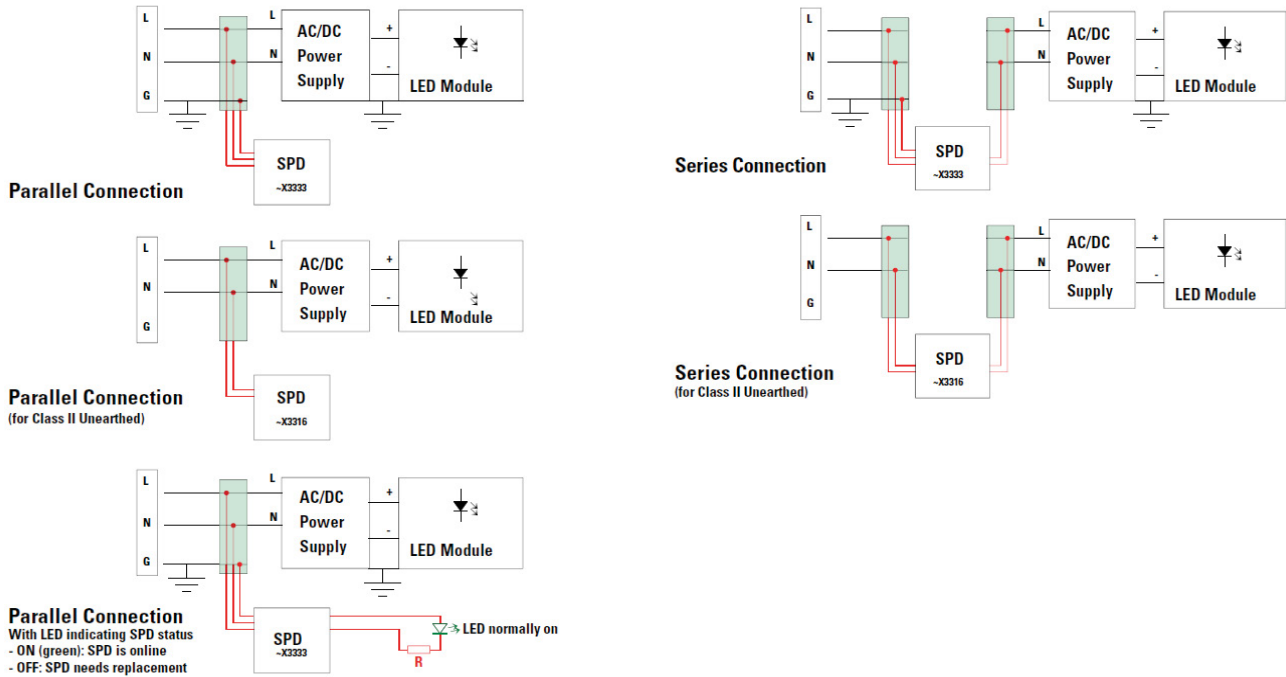 L
N
G
L
N
AC/DC
Power
Supply
+
-
LED Module
SPD
~X3333
Parallel Connection
L
N
G
L
N
AC/DC
Power
Supply
+
-
LED Module
SPD
~X3316
Parallel Connection
(for Class II Unearthed)
L
N
G
L
N
AC/DC
Power
Supply
+
-
LED Module
SPD
~X3333
R
LED normally on
Parallel Connection
With LED indicating SPD status
- ON (green): SPD is online
- OFF: SPD needs replacement
L
N
G
L
N
AC/DC
Power
Supply
+
-
LED Module
SPD
~X3333
Series Connection
L
N
G
L
N
AC/DC
Power
Supply
+
-
LED Module
SPD
~X3316
Series Connection
(for Class II Unearthed)